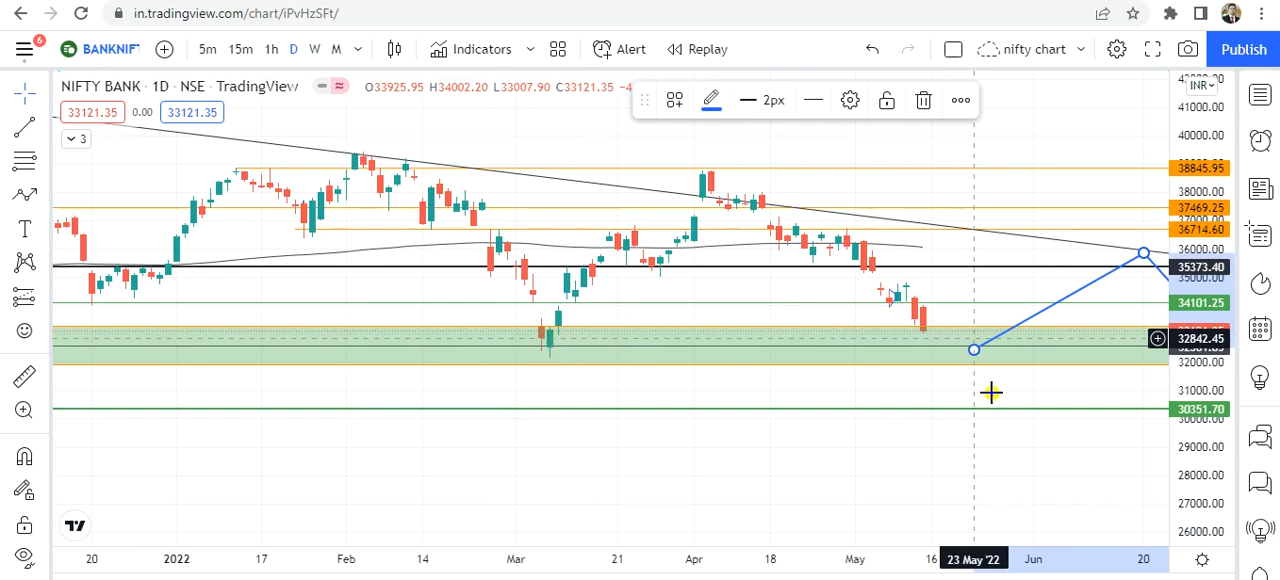 in.tradingview.com/chart/iPvHzSFt/
6 BANKNIF 5m 15m 1h D W M Indicators Alert Replay nifty chart Publish
NIFTY BANK · 1D · NSE · TradingView O33925.95 H34002.20 L33007.90 C33121.35
2px
33121.35 0.00 33121.35
3
INR
41000.00
40000.00
38845.95
38000.00
37469.25
36714.60
36000.00
35373.40
34101.25
32842.45
32000.00
31000.00
30351.70
29000.00
28000.00
27000.00
26000.00
20 2022 17 Feb 14 Mar 21 Apr 18 May 16 23 May '22 Jun 20